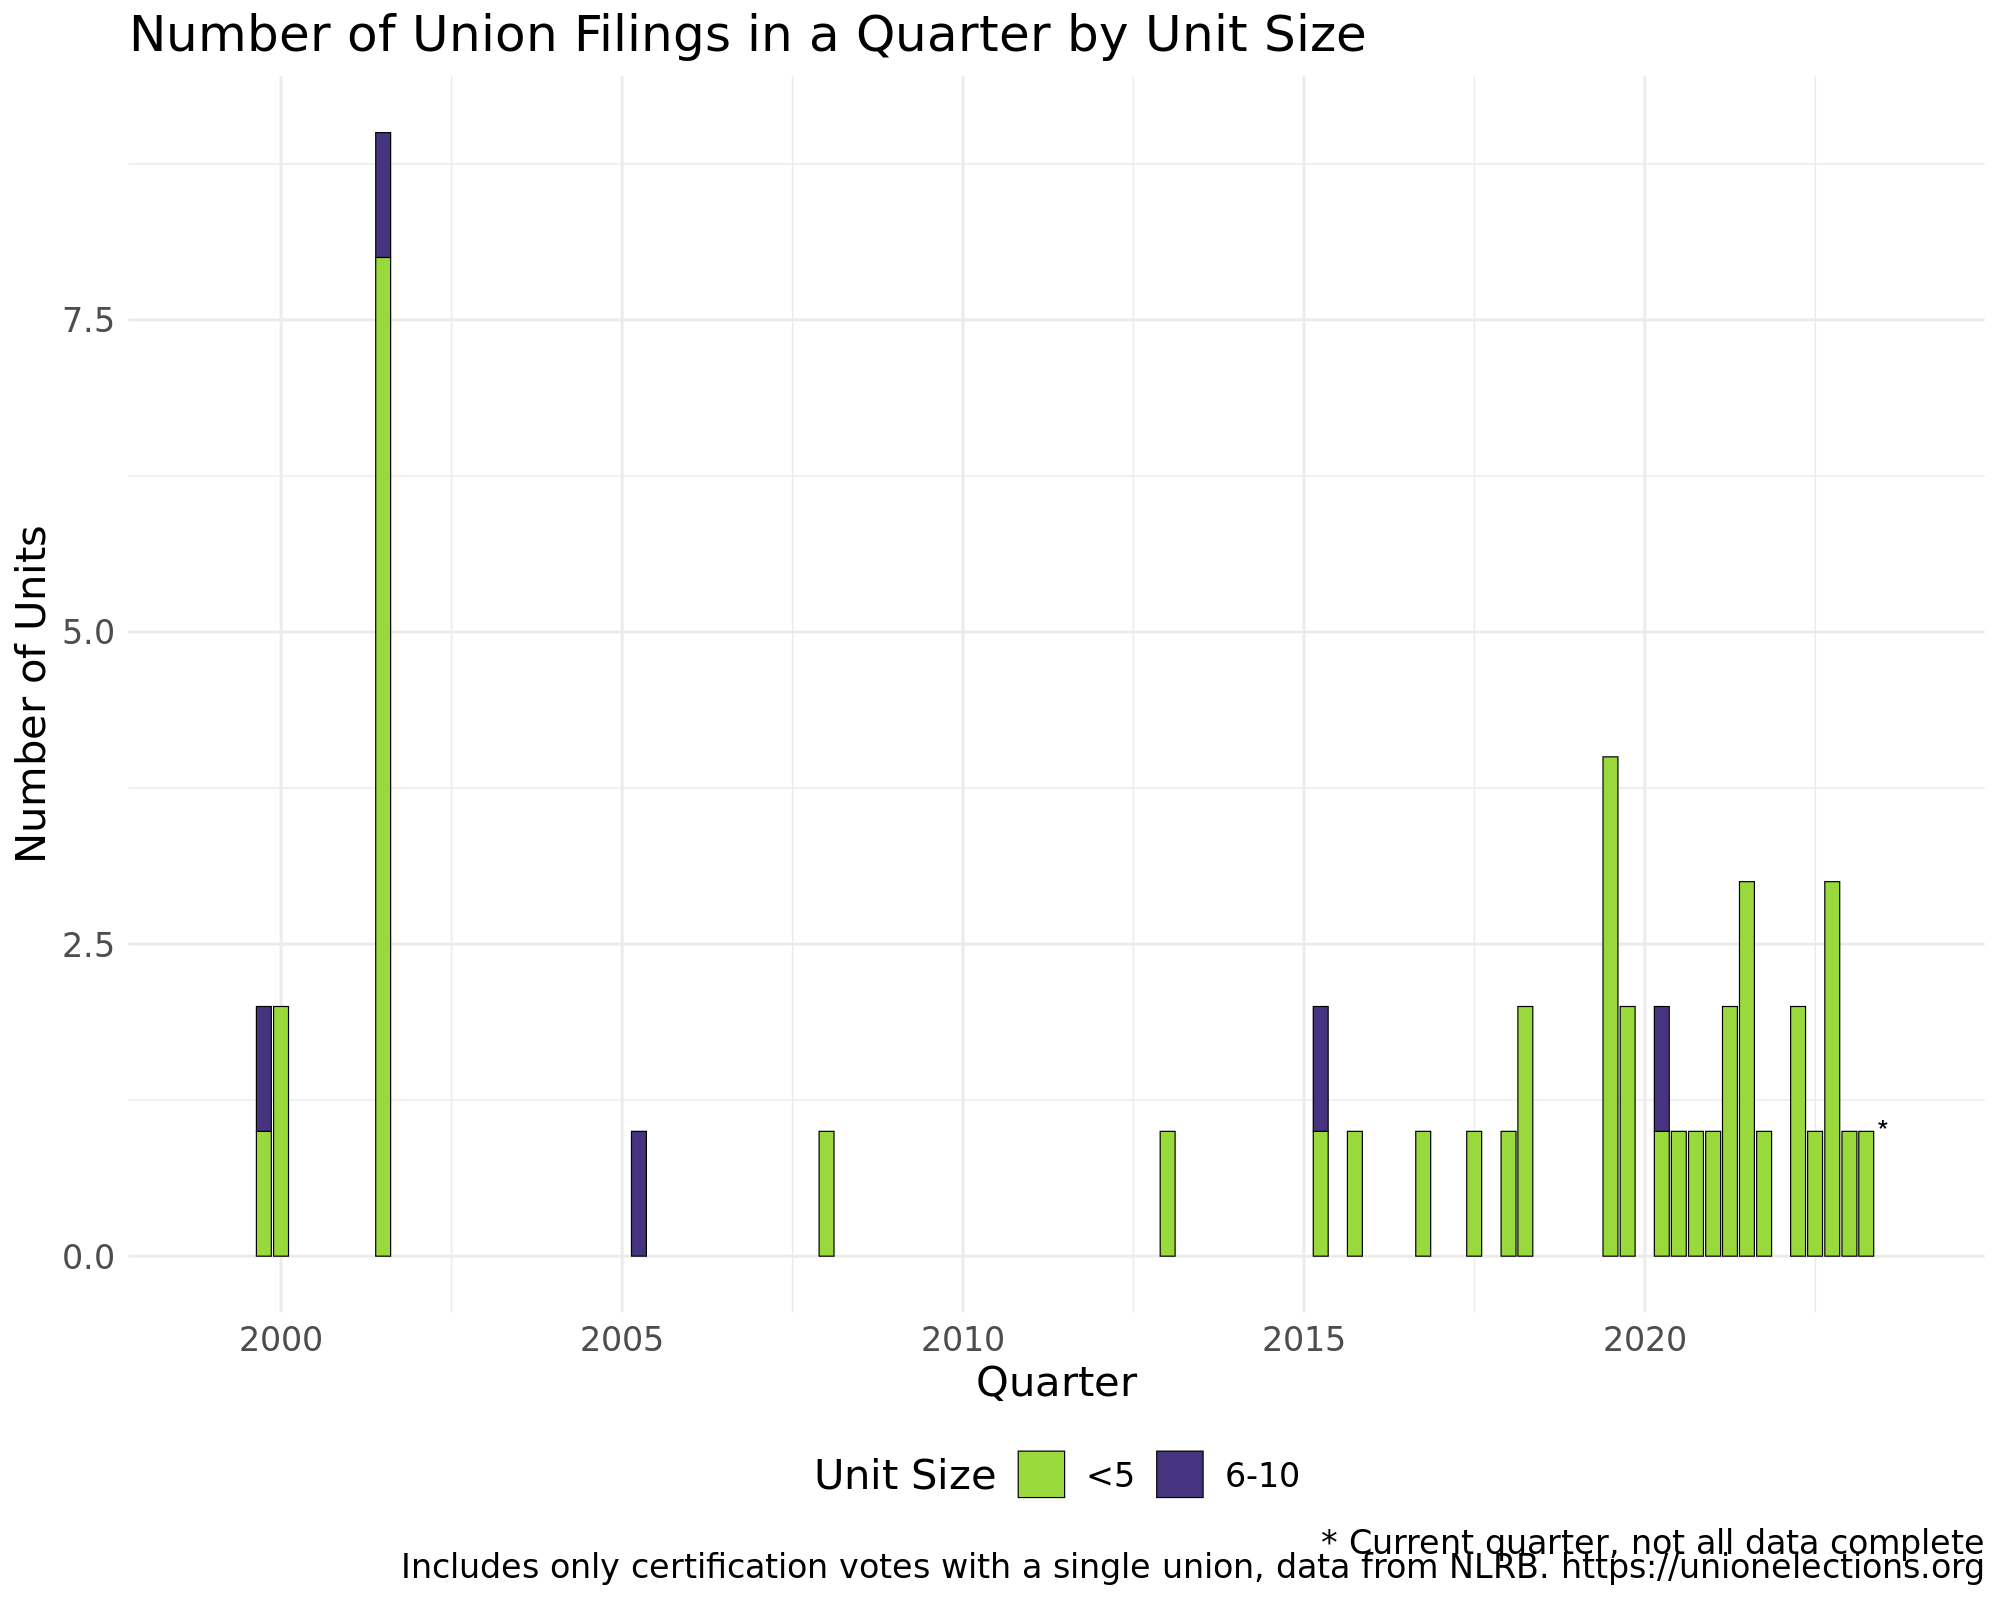 Number of Union Filings in a Quarter by Unit Size
Number of Units
7.5
5.0
2.5
0.0
*
2000 2005 2010 2015 2020
Quarter
Unit Size <5 6-10
* Current quarter, not all data complete
Includes only certification votes with a single union, data from NLRB. https://unionelections.org